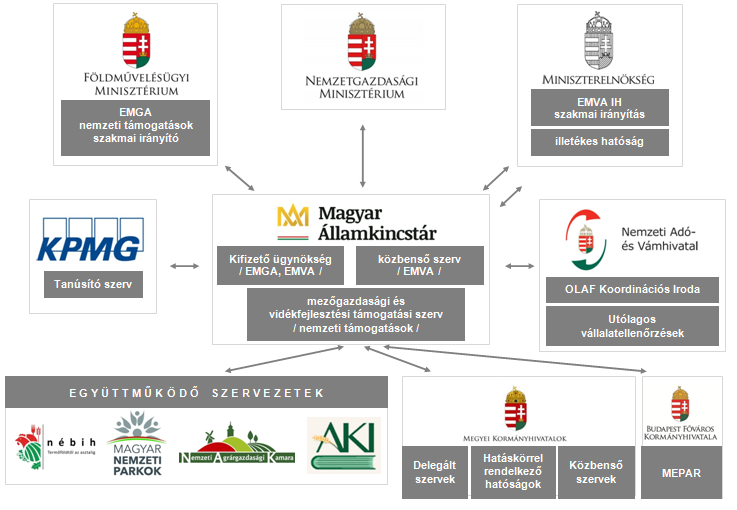 FÖLDMŰVELÉSÜGYI
MINISZTÉRIUM
EMGA
nemzeti támogatások
szakmai irányító
NEMZETGAZDASÁGI
MINISZTÉRIUM
MINISZTERELNÖKSÉG
EMVA IH
szakmai irányítás
illetékes hatóság
KPMG
Tanúsító szerv
Magyar
Államkincstár
Kifizető ügynökség
/ EMGA, EMVA /
közbenső szerv
/ EMVA /
mezőgazdasági és
vidékfejlesztési támogatási szerv
/ nemzeti támogatások /
Nemzeti Adó-
és Vámhivatal
OLAF Koordinációs Iroda
Utólagos
vállalatellenőrzések
EGYÜTTMŰKÖDŐ SZERVEZETEK
nébih
Termőföldtől az asztalig
MAGYAR
NEMZETI
PARKOK
Nemzeti Agrárgazdasági Kamara
AKI
MEGYEI KORMÁNYHIVATALOK
Delegált
szervek
Hatáskörrel
rendelkező
hatóságok
Közbenső
szervek
BUDAPEST FŐVÁROS
KORMÁNYHIVATALA
MEPAR